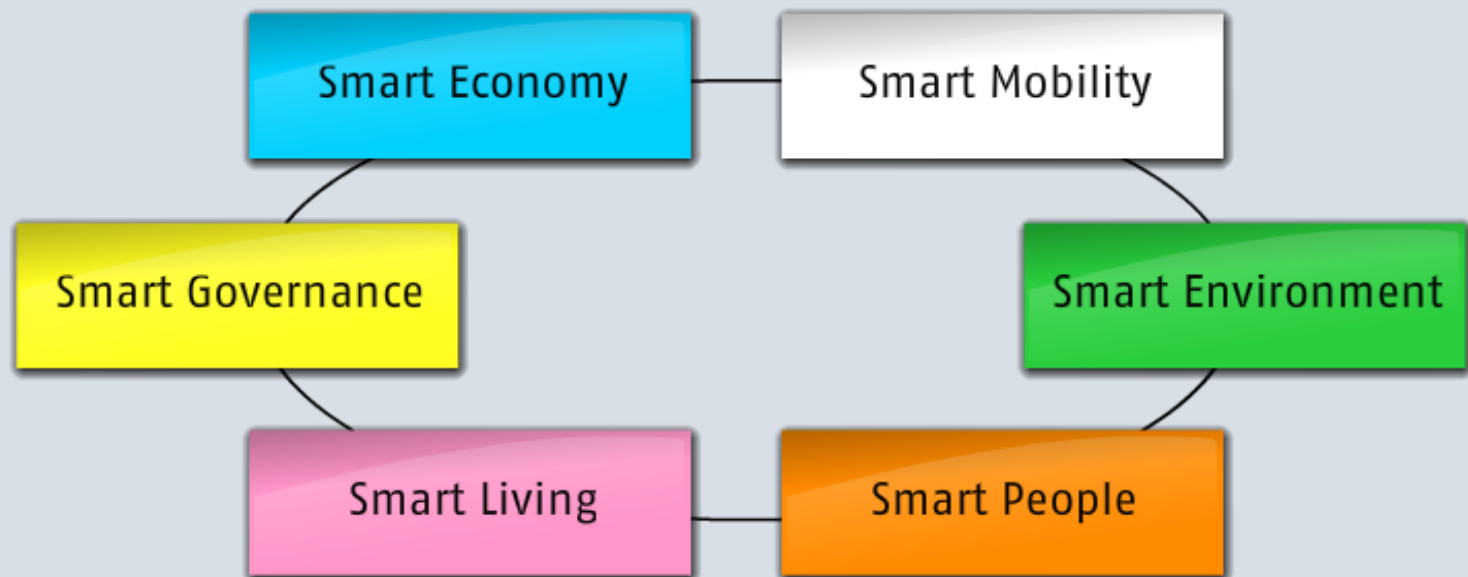 Smart Economy
Smart Mobility
Smart Governance
Smart Environment
Smart Living
Smart People